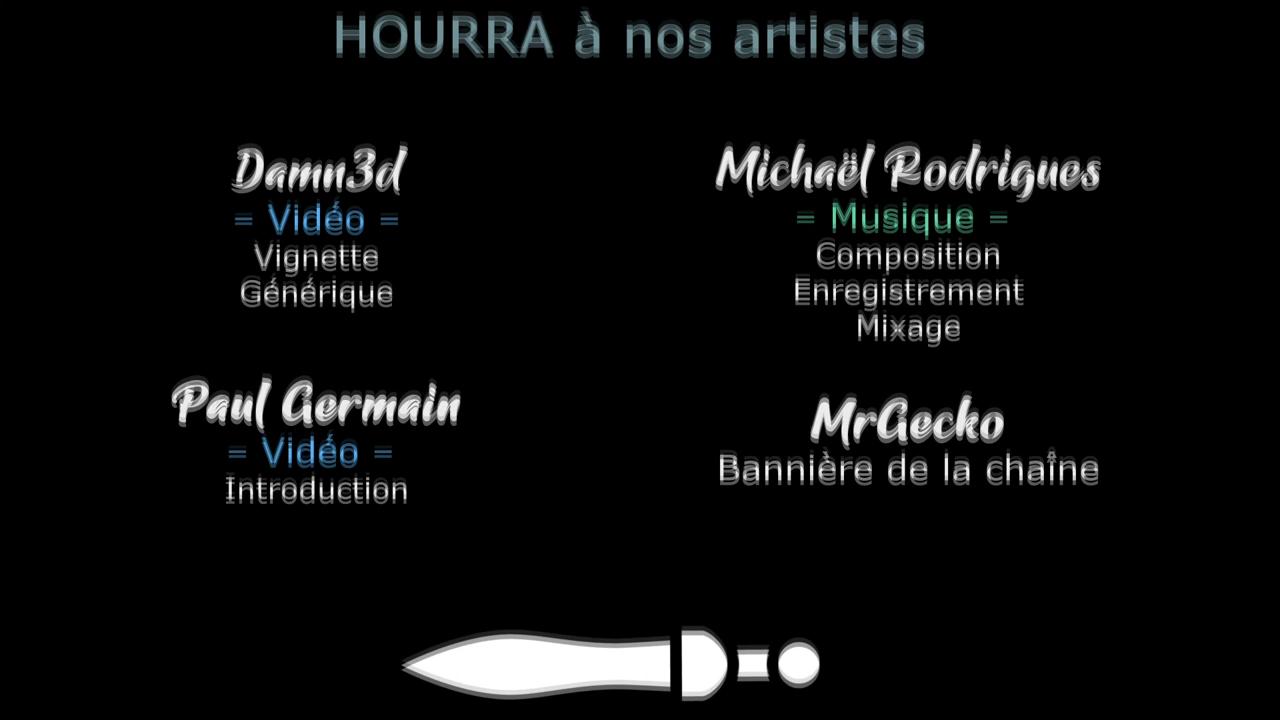 HOURRA à nos artistes
Damn3d
= Vidéo =
Vignette
Générique
Michaël Rodrigues
= Musique =
Composition
Enregistrement
Mixage
Paul Germain
= Vidéo =
Introduction
MrGecko
Bannière de la chaîne